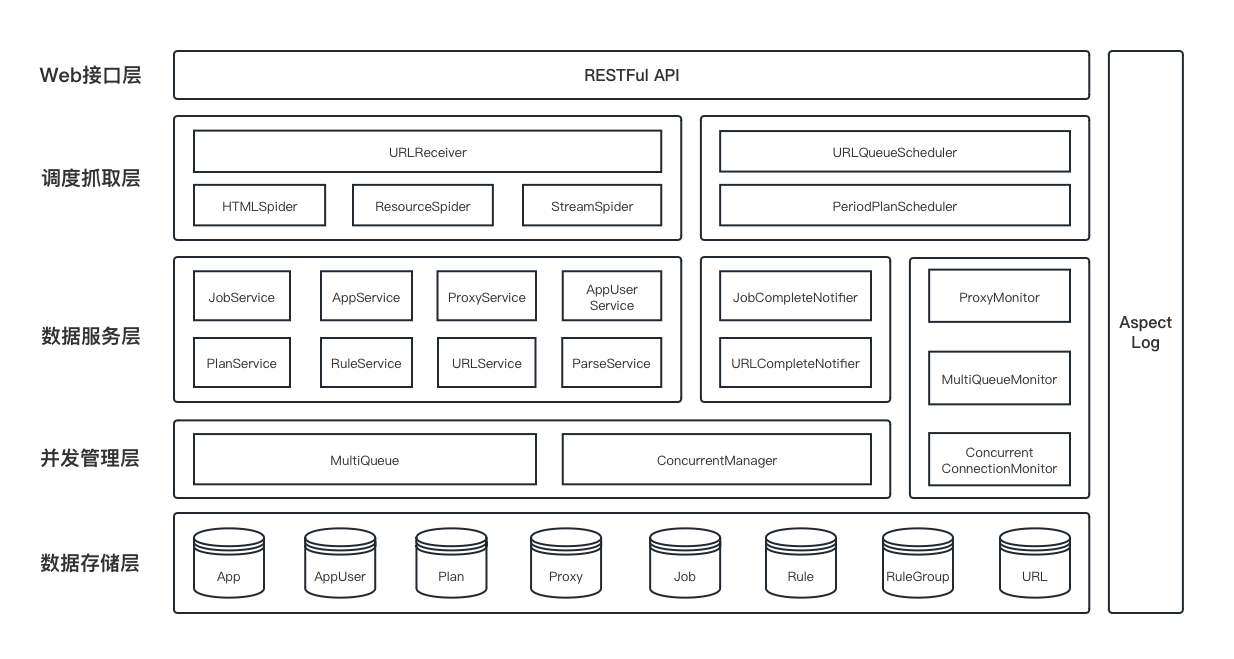 Web接口层
RESTFul API
调度抓取层
URLReceiver
HTMLSpider
ResourceSpider
StreamSpider
URLQueueScheduler
PeriodPlanScheduler
数据服务层
JobService
AppService
ProxyService
AppUser
Service
PlanService
RuleService
URLService
ParseService
JobCompleteNotifier
URLCompleteNotifier
ProxyMonitor
MultiQueueMonitor
Concurrent
ConnectionMonitor
并发管理层
MultiQueue
ConcurrentManager
数据存储层
App
AppUser
Plan
Proxy
Job
Rule
RuleGroup
URL
Aspect
Log